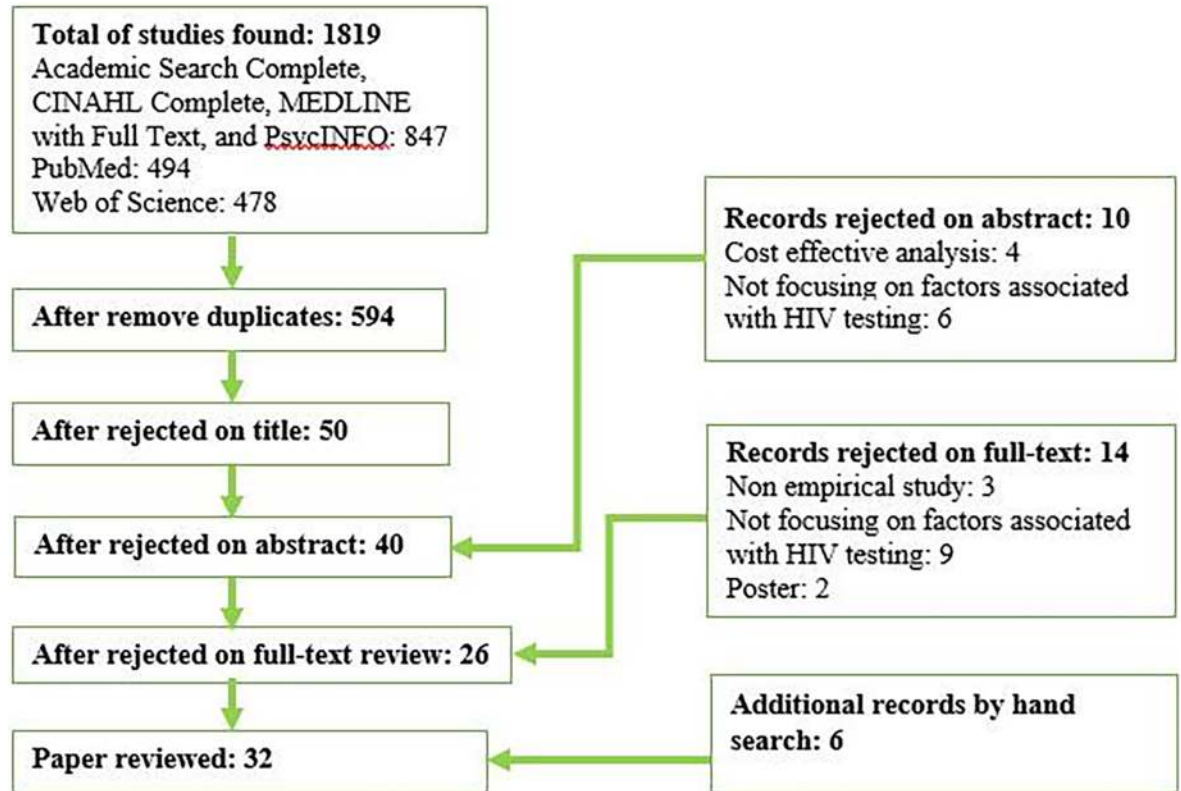 Total of studies found: 1819
Academic Search Complete,
CINAHL Complete, MEDLINE
with Full Text, and PsycINFO: 847
PubMed: 494
Web of Science: 478
After remove duplicates: 594
After rejected on title: 50
Records rejected on abstract: 10
Cost effective analysis: 4
Not focusing on factors associated
with HIV testing: 6
After rejected on abstract: 40
Records rejected on full-text: 14
Non empirical study: 3
Not focusing on factors associated
with HIV testing: 9
Poster: 2
After rejected on full-text review: 26
Additional records by hand
search: 6
Paper reviewed: 32